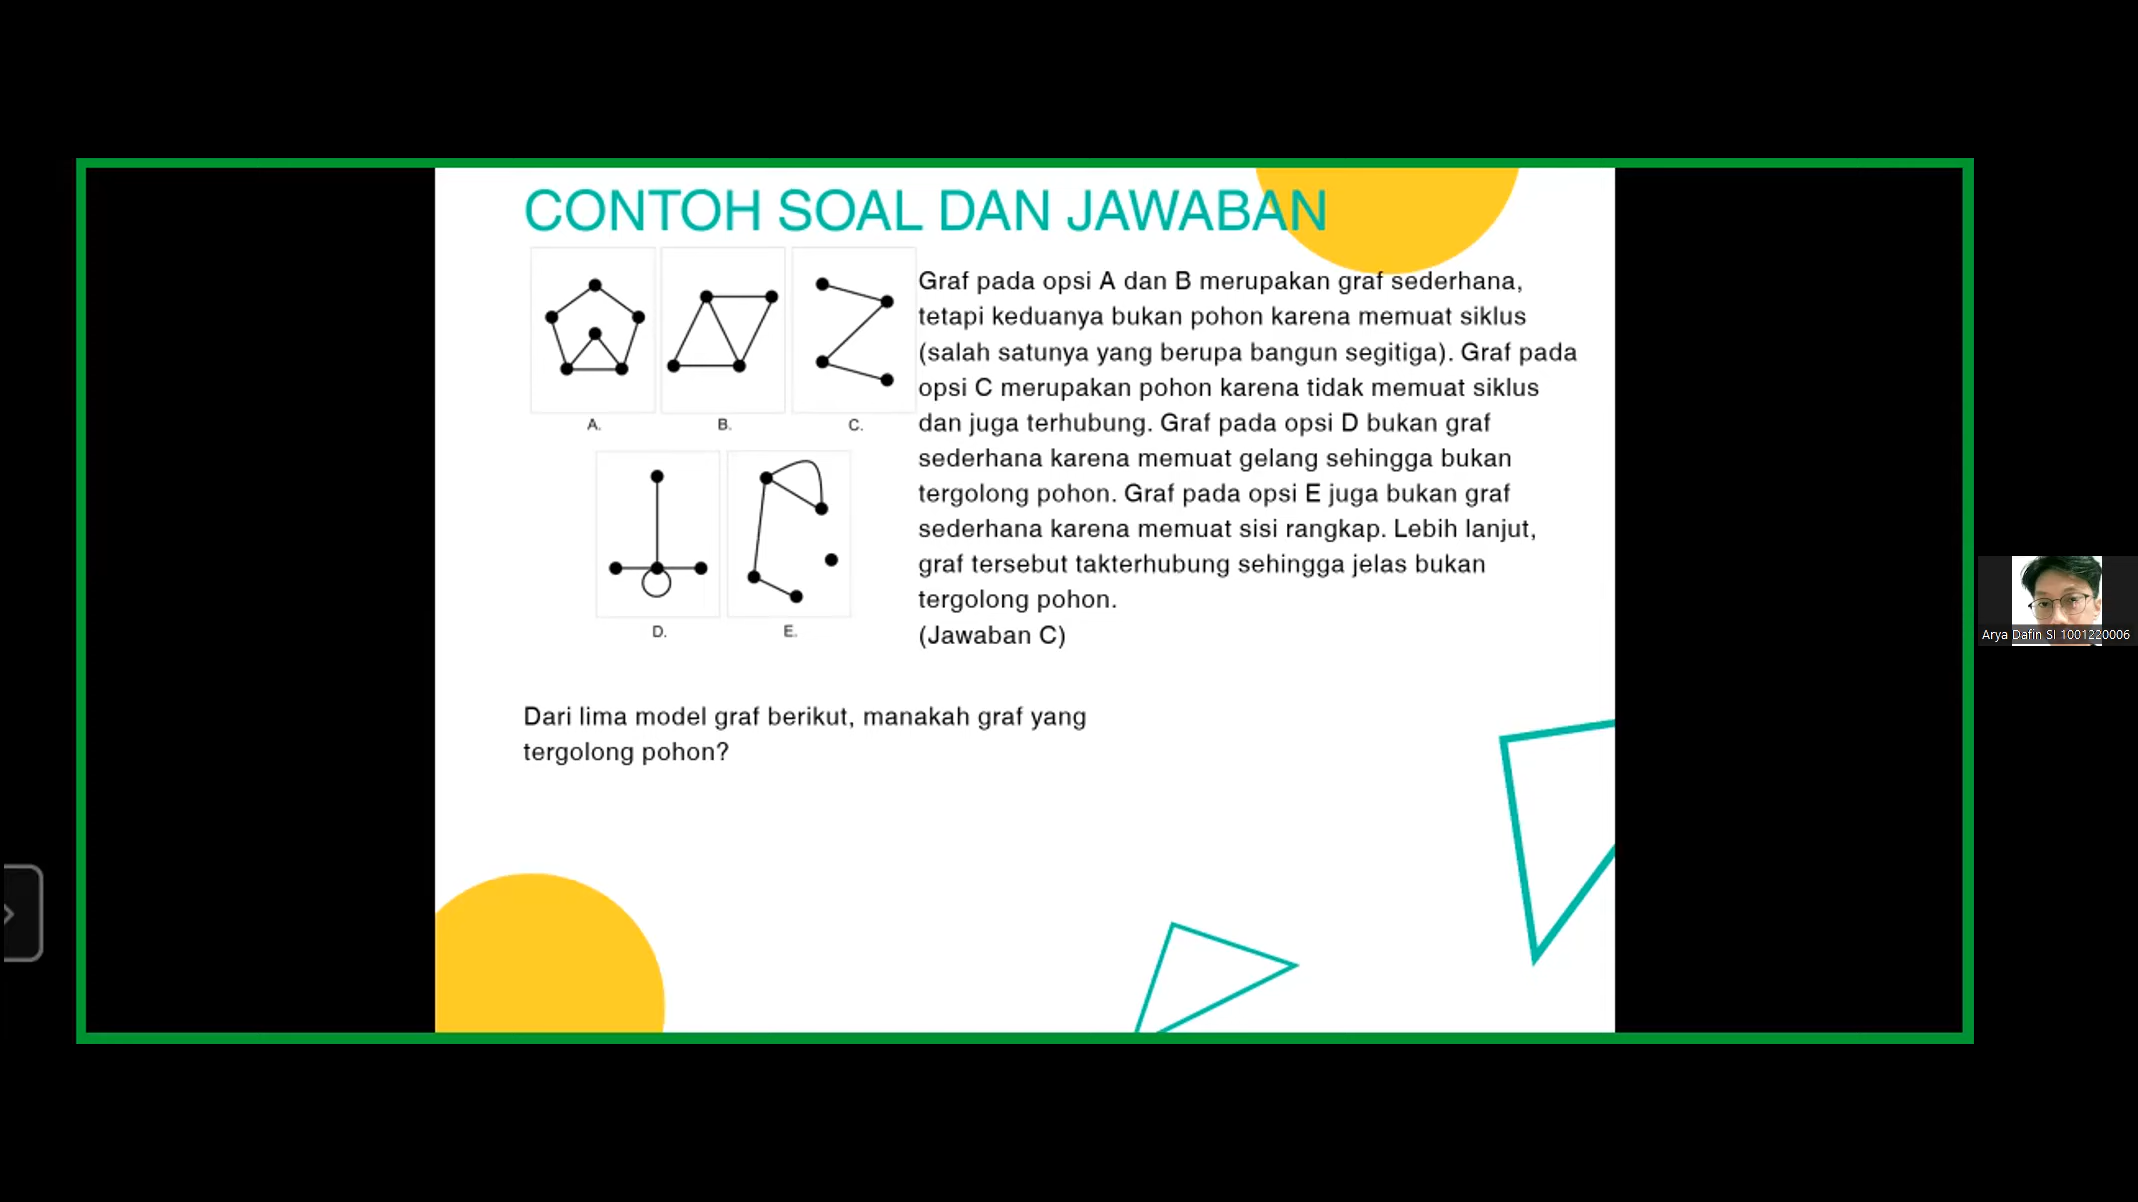 CONTOH SOAL DAN JAWABAN
A.
B.
C.
D.
E.
Graf pada opsi A dan B merupakan graf sederhana,
tetapi keduanya bukan pohon karena memuat siklus
(salah satunya yang berupa bangun segitiga). Graf pada
opsi C merupakan pohon karena tidak memuat siklus
dan juga terhubung. Graf pada opsi D bukan graf
sederhana karena memuat gelang sehingga bukan
tergolong pohon. Graf pada opsi E juga bukan graf
sederhana karena memuat sisi rangkap. Lebih lanjut,
graf tersebut takterhubung sehingga jelas bukan
tergolong pohon.
(Jawaban C)
Dari lima model graf berikut, manakah graf yang
tergolong pohon?
Arya Dafin SI 1001220006